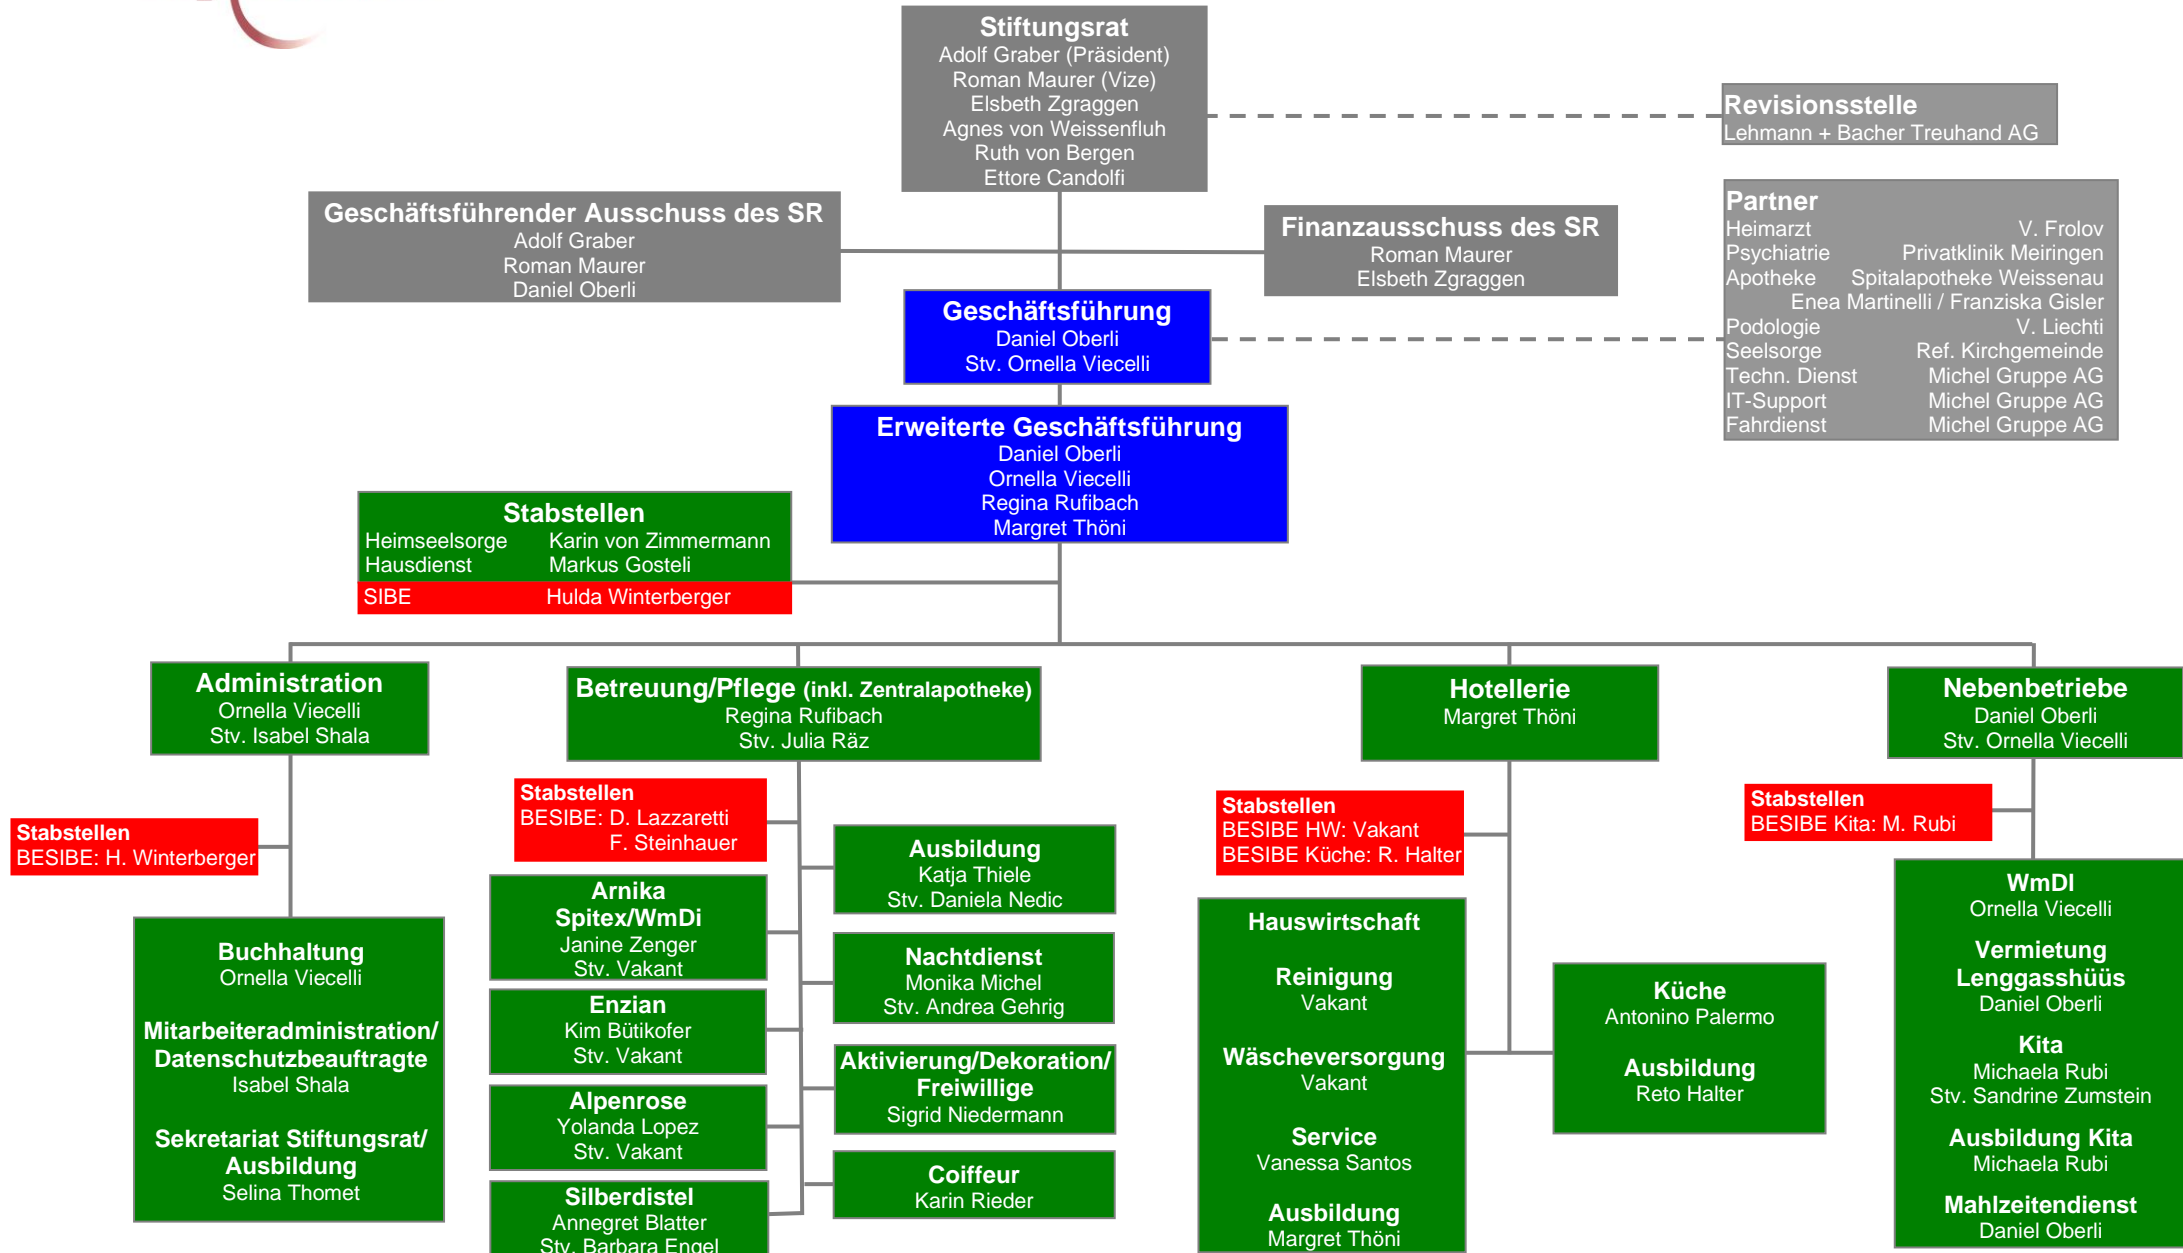 Stiftungsrat
Adolf Graber (Präsident)
Roman Maurer (Vize)
Elsbeth Zgraggen
Agnes von Weissenfluh
Ruth von Bergen
Ettore Candolfi
Revisionsstelle
Lehmann + Bacher Treuhand AG
Geschäftsführender Ausschuss des SR
Adolf Graber
Roman Maurer
Daniel Oberli
Finanzausschuss des SR
Roman Maurer
Elsbeth Zgraggen
Partner
Heimarzt V. Frolov
Psychiatrie Privatklinik Meiringen
Apotheke Spitalapotheke Weissenau
Enea Martinelli / Franziska Gisler
Podologie V. Liechti
Seelsorge Ref. Kirchgemeinde
Techn. Dienst Michel Gruppe AG
IT-Support Michel Gruppe AG
Fahrdienst Michel Gruppe AG
Geschäftsführung
Daniel Oberli
Stv. Ornella Viecelli
Erweiterte Geschäftsführung
Daniel Oberli
Ornella Viecelli
Regina Rufibach
Margret Thöni
Stabstellen
Heimseelsorge Karin von Zimmermann
Hausdienst Markus Gosteli
SIBE Hulda Winterberger
Administration
Ornella Viecelli
Stv. Isabel Shala
Stabstellen
BESIBE: H. Winterberger
Buchhaltung
Ornella Viecelli
Mitarbeiteradministration/
Datenschutzbeauftragte
Isabel Shala
Sekretariat Stiftungsrat/
Ausbildung
Selina Thomet
Betreuung/Pflege (inkl. Zentralapotheke)
Regina Rufibach
Stv. Julia Räz
Stabstellen
BESIBE: D. Lazzaretti
F. Steinhauer
Arnika
Spitex/WmDi
Janine Zenger
Stv. Vakant
Enzian
Kim Bütikofer
Stv. Vakant
Alpenrose
Yolanda Lopez
Stv. Vakant
Silberdistel
Annegret Blatter
Stv. Barbara Engel
Ausbildung
Katja Thiele
Stv. Daniela Nedic
Nachtdienst
Monika Michel
Stv. Andrea Gehrig
Aktivierung/Dekoration/
Freiwillige
Sigrid Niedermann
Coiffeur
Karin Rieder
Hotellerie
Margret Thöni
Stabstellen
BESIBE HW: Vakant
BESIBE Küche: R. Halter
Hauswirtschaft
Reinigung
Vakant
Wäscheversorgung
Vakant
Service
Vanessa Santos
Ausbildung
Margret Thöni
Küche
Antonino Palermo
Ausbildung
Reto Halter
Nebenbetriebe
Daniel Oberli
Stv. Ornella Viecelli
Stabstellen
BESIBE Kita: M. Rubi
WmDI
Ornella Viecelli
Vermietung
Lenggasshüüs
Daniel Oberli
Kita
Michaela Rubi
Stv. Sandrine Zumstein
Ausbildung Kita
Michaela Rubi
Mahlzeitendienst
Daniel Oberli